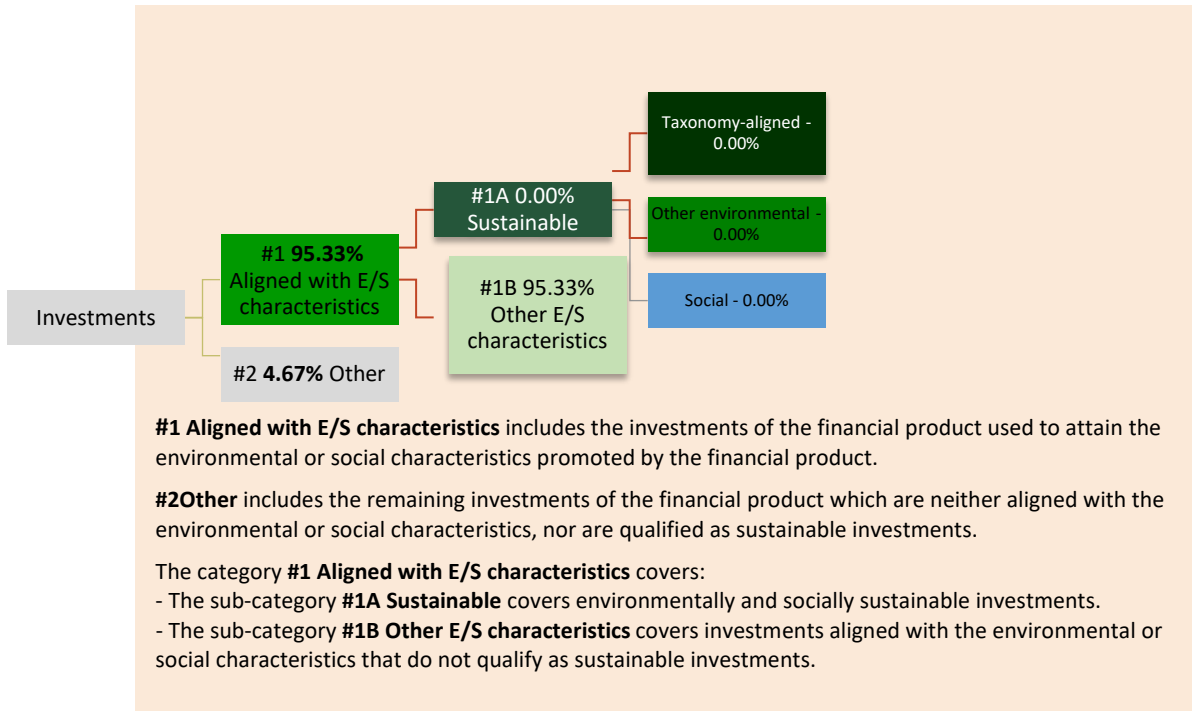 Investments
#1 95.33%
Aligned with E/S
characteristics
#2 4.67% Other
#1A 0.00%
Sustainable
#1B 95.33%
Other E/S
characteristics
Taxonomy-aligned -
0.00%
Other environmental -
0.00%
Social - 0.00%
#1 Aligned with E/S characteristics includes the investments of the financial product used to attain the
environmental or social characteristics promoted by the financial product.
#2Other includes the remaining investments of the financial product which are neither aligned with the
environmental or social characteristics, nor are qualified as sustainable investments.
The category #1 Aligned with E/S characteristics covers:
- The sub-category #1A Sustainable covers environmentally and socially sustainable investments.
- The sub-category #1B Other E/S characteristics covers investments aligned with the environmental or
social characteristics that do not qualify as sustainable investments.